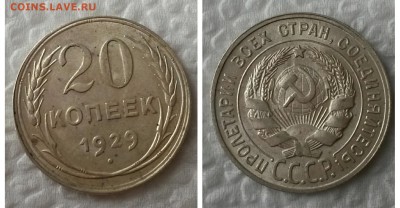 COINS.LAVE.RU
20
КОПЕЕК
1929
ПРОЛЕТАРИИ ВСЕХ СТРАН, СОЕДИНЯЙТЕСЬ!
С.С.С.Р.